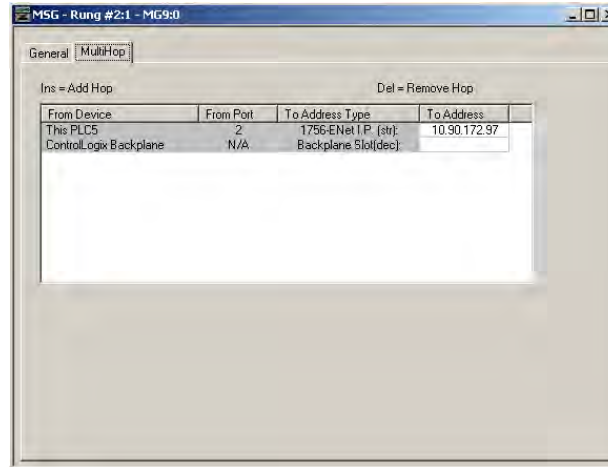 MSG - Rung #2:1 - MG9:0
General MultiHop
Ins = Add Hop Del = Remove Hop
From Device From Port To Address Type To Address
This PLC5 2 1756-ENet I.P. (str): 10.90.172.97
ControlLogix Backplane N/A Backplane Slot(dec):